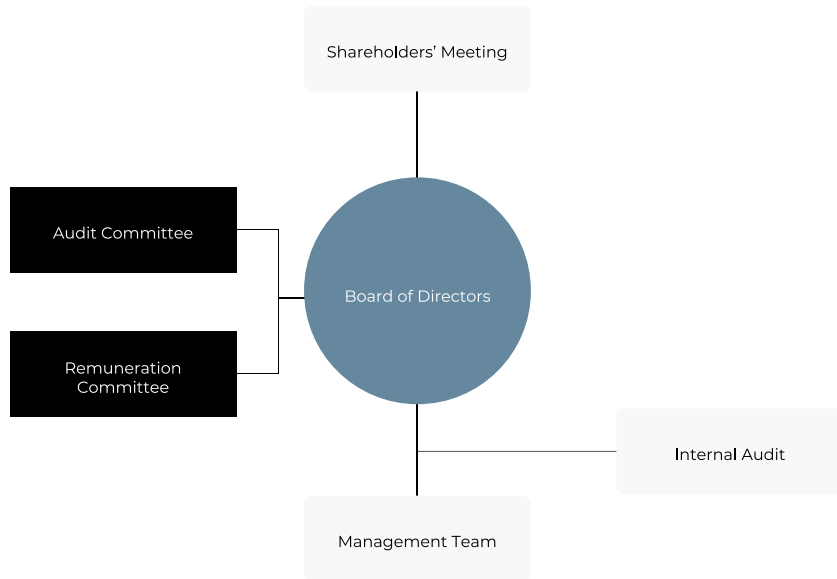 Shareholders’ Meeting
Audit Committee
Board of Directors
Remuneration
Committee
Internal Audit
Management Team